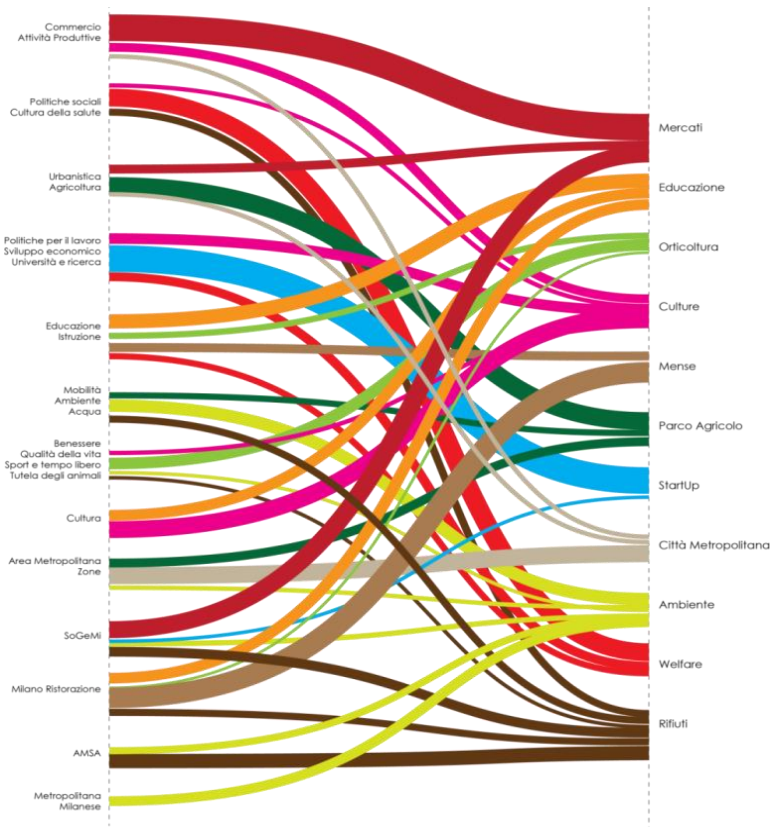 Commercio
Attività Produttive
Politiche sociali
Cultura della salute
Urbanistica
Agricoltura
Politiche per il lavoro
Sviluppo economico
Università e ricerca
Educazione
Istruzione
Mobilità
Ambiente
Acqua
Benessere
Qualità della vita
Sport e tempo libero
Tutela degli animali
Cultura
Area Metropolitana
Zone
SoGeMi
Milano Ristorazione
AMSA
Metropolitana
Milanese
Mercati
Educazione
Orticoltura
Culture
Mense
Parco Agricolo
StartUp
Città Metropolitana
Ambiente
Welfare
Rifiuti